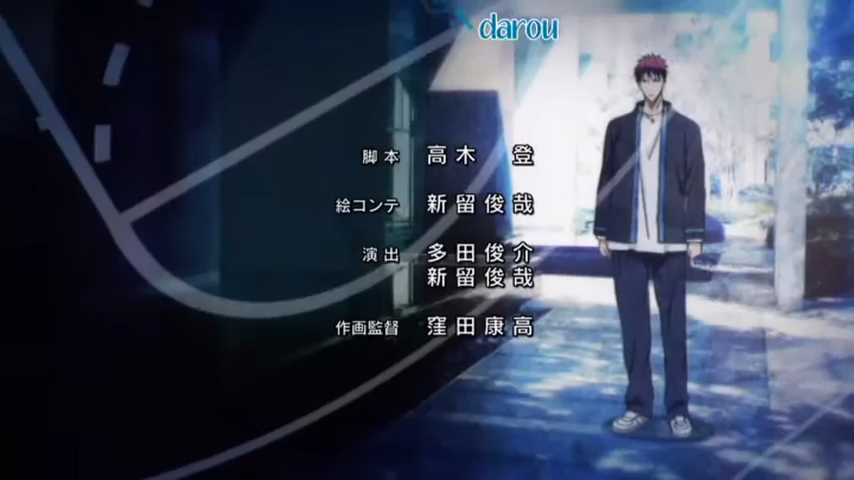 darou
脚本 高木 登
絵コンテ 新留俊哉
演出 多田俊介
新留俊哉
作画監督 窪田康高